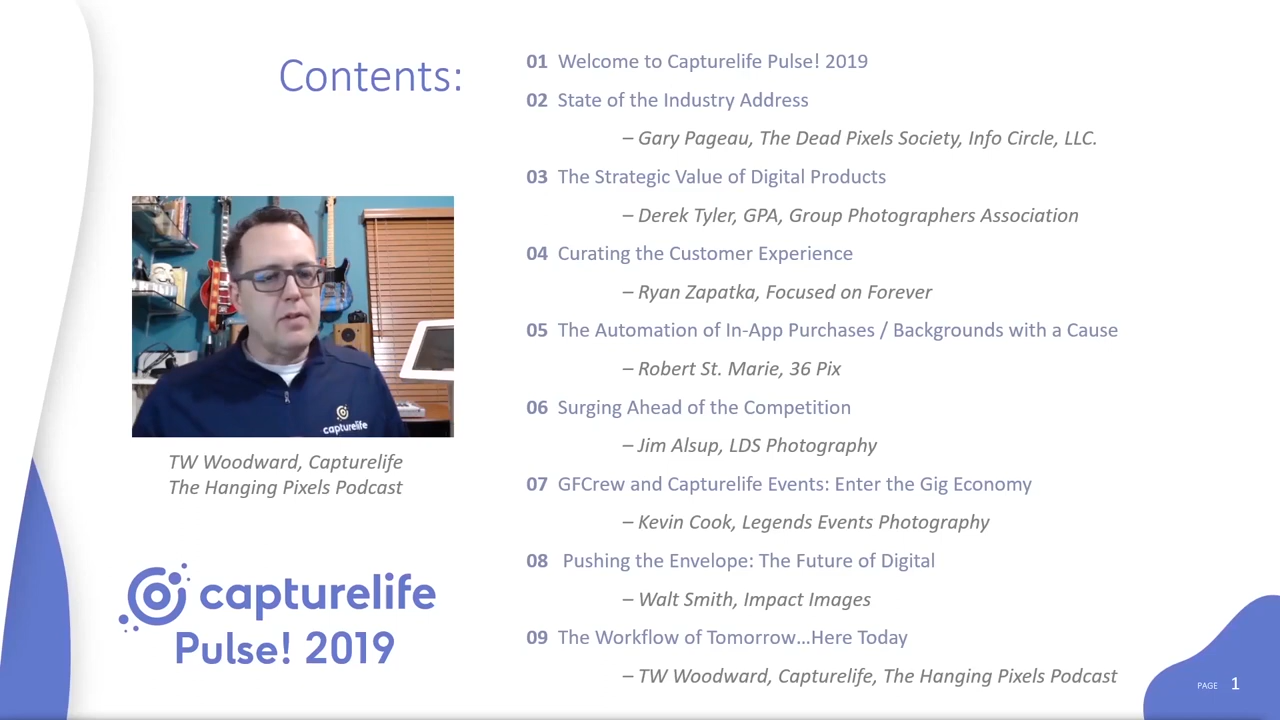 Contents:
01 Welcome to Capturelife Pulse! 2019
02 State of the Industry Address
– Gary Pageau, The Dead Pixels Society, Info Circle, LLC.
03 The Strategic Value of Digital Products
– Derek Tyler, GPA, Group Photographers Association
04 Curating the Customer Experience
– Ryan Zapatka, Focused on Forever
05 The Automation of In-App Purchases / Backgrounds with a Cause
– Robert St. Marie, 36 Pix
06 Surging Ahead of the Competition
– Jim Alsup, LDS Photography
07 GFCrew and Capturelife Events: Enter the Gig Economy
– Kevin Cook, Legends Events Photography
08 Pushing the Envelope: The Future of Digital
– Walt Smith, Impact Images
09 The Workflow of Tomorrow...Here Today
– TW Woodward, Capturelife, The Hanging Pixels Podcast
capturelife
TW Woodward, Capturelife
The Hanging Pixels Podcast
capturelife
Pulse! 2019
PAGE 1